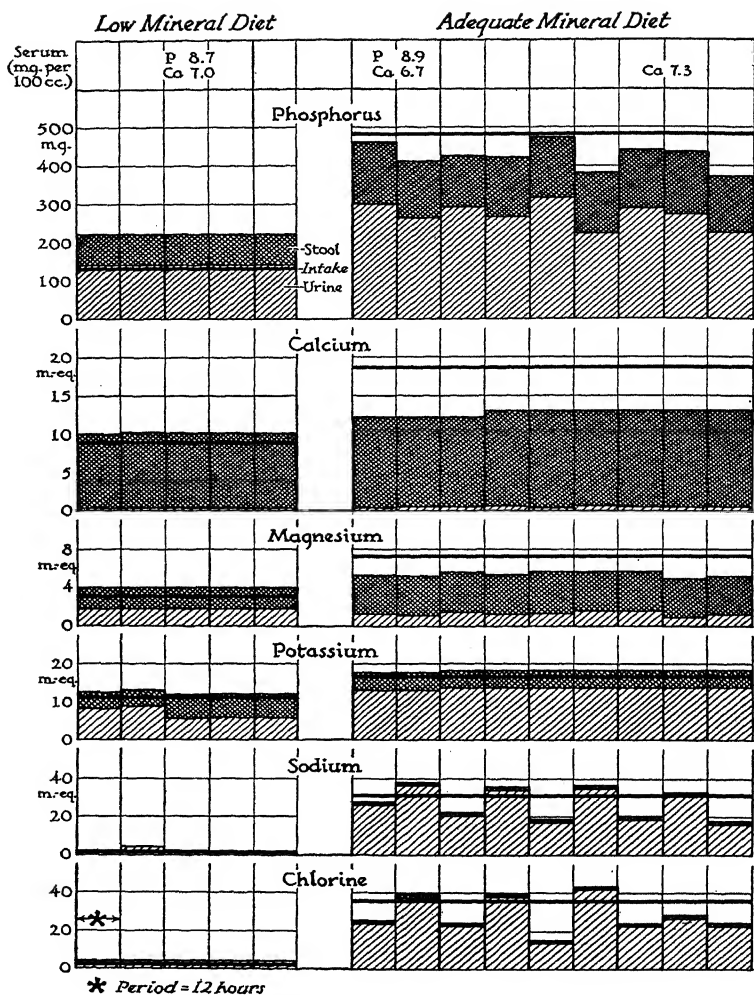 Low Mineral Diet
Adequate Mineral Diet
Serum
(mg. per
100 cc.)
P 8.7
Ca 7.0
P 8.9
Ca 6.7
Ca 7.3
Phosphorus
500
mg.
400
300
200
100
0
Stool
Intake
Urine
Calcium
20
m-eq.
15
10
5
0
Magnesium
8
m-eq.
4
0
Potassium
20
m-eq.
10
0
Sodium
40
m-eq.
20
0
Chlorine
40
20
0
*
* Period = 12 hours